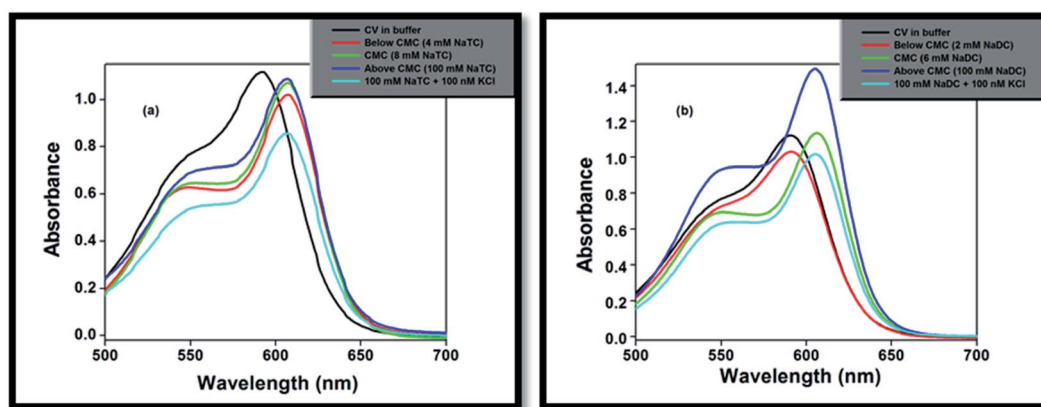 CV in buffer
Below CMC (4 mM NaTC)
CMC (8 mM NaTC)
Above CMC (100 mM NaTC)
100 mM NaTC + 100 nM KCl
(a)
Absorbance
1.0
0.8
0.6
0.4
0.2
0.0
500 550 600 650 700
Wavelength (nm)
CV in buffer
Below CMC (2 mM NaDC)
CMC (6 mM NaDC)
Above CMC (100 mM NaDC)
100 mM NaDC + 100 nM KCl
(b)
Absorbance
1.4
1.2
1.0
0.8
0.6
0.4
0.2
0.0
500 550 600 650 700
Wavelength (nm)